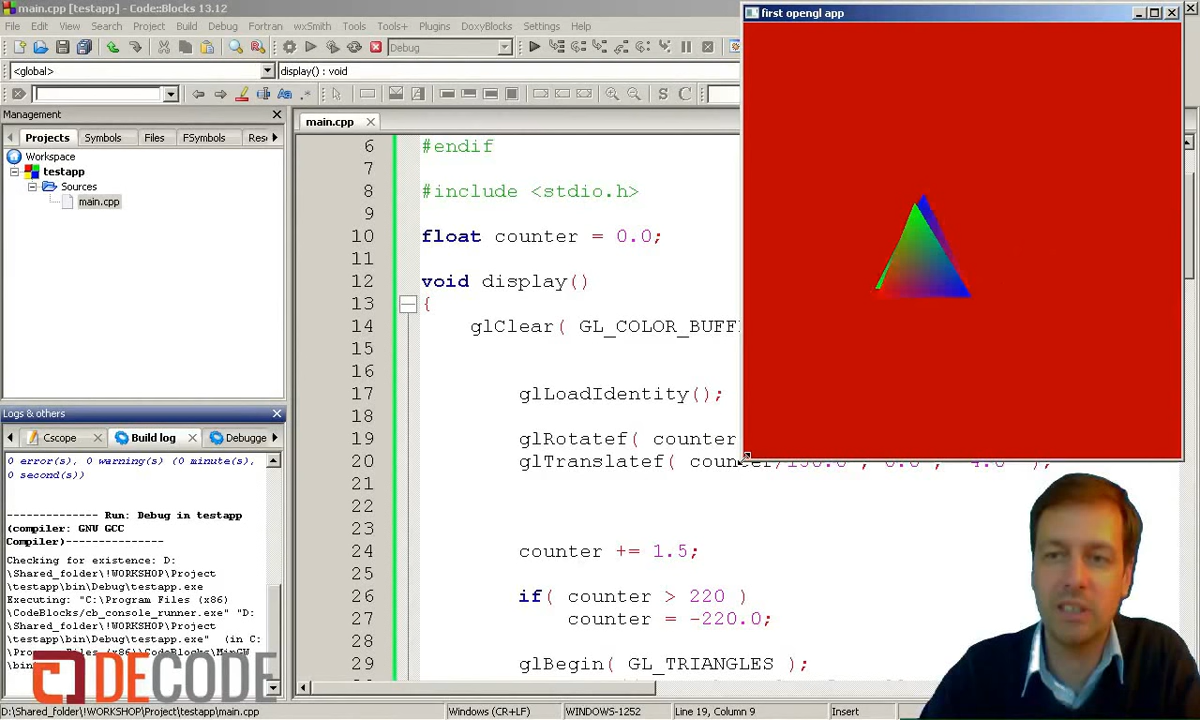 main.cpp [testapp] - Code::Blocks 13.12
File Edit View Search Project Build Debug Fortran wxSmith Tools Tools+ Plugins DoxyBlocks Settings Help
Debug
<global>
display() : void
S C
Management
Projects Symbols Files FSymbols
Workspace
testapp
Sources
main.cpp
Logs & others
Cscope Build log Debugge
0 error(s), 0 warning(s) (0 minute(s),
0 second(s))
-------------- Run: Debug in testapp
(compiler: GNU GCC
Compiler)---------------
Checking for existence: D:
\Shared_folder\!WORKSHOP\Project
\testapp\bin\Debug\testapp.exe
Executing: "C:\Program Files (x86)
\CodeBlocks/cb_console_runner.exe" "D:
\Shared_folder\!WORKSHOP\Project
\testapp\bin\Debug\testapp.exe" (in C:
\bin
DECODE
main.cpp
6 #endif
7
8 #include <stdio.h>
9
10 float counter = 0.0;
11
12 void display()
13 {
14 glClear( GL_COLOR_BUFF
15
16
17 glLoadIdentity();
18
19 glRotatef( counter
20 glTranslatef(
21
22
23
24 counter += 1.5;
25
26 if( counter > 220 )
27 counter = -220.0;
28
29 glBegin( GL_TRIANGLES );
first opengl app
D:\Shared_folder\!WORKSHOP\Project\testapp\main.cpp
Windows (CR+LF) WINDOWS-1252 Line 19, Column 9 Insert